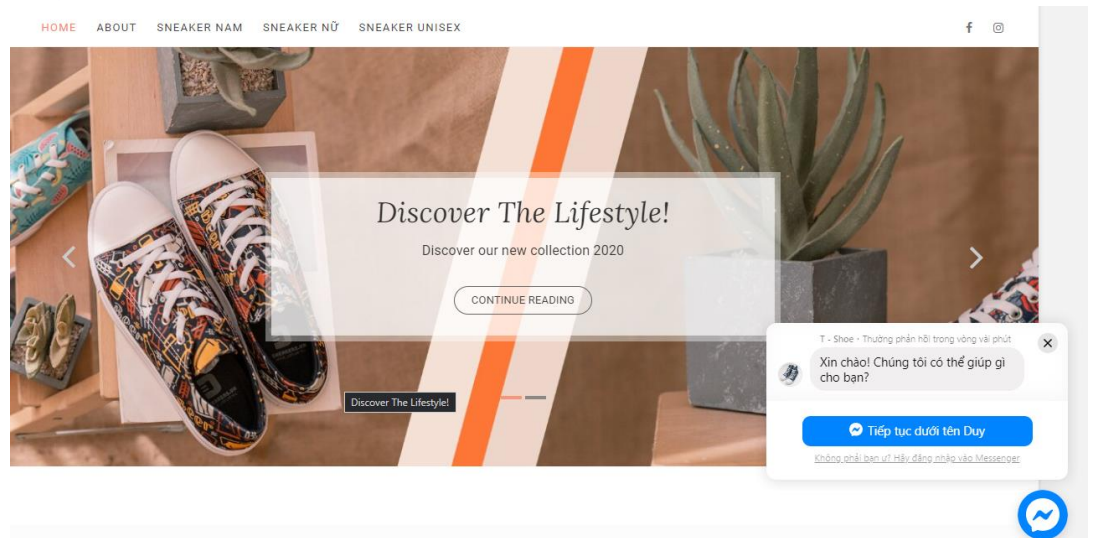 HOME ABOUT SNEAKER NAM SNEAKER NỮ SNEAKER UNISEX
Discover The Lifestyle!
Discover our new collection 2020
CONTINUE READING
Discover The Lifestyle!
T - Shoe • Thường phản hồi trong vòng vài phút
Xin chào! Chúng tôi có thể giúp gì
cho bạn?
Tiếp tục dưới tên Duy
Không phải bạn ư? Hãy đăng nhập vào Messenger